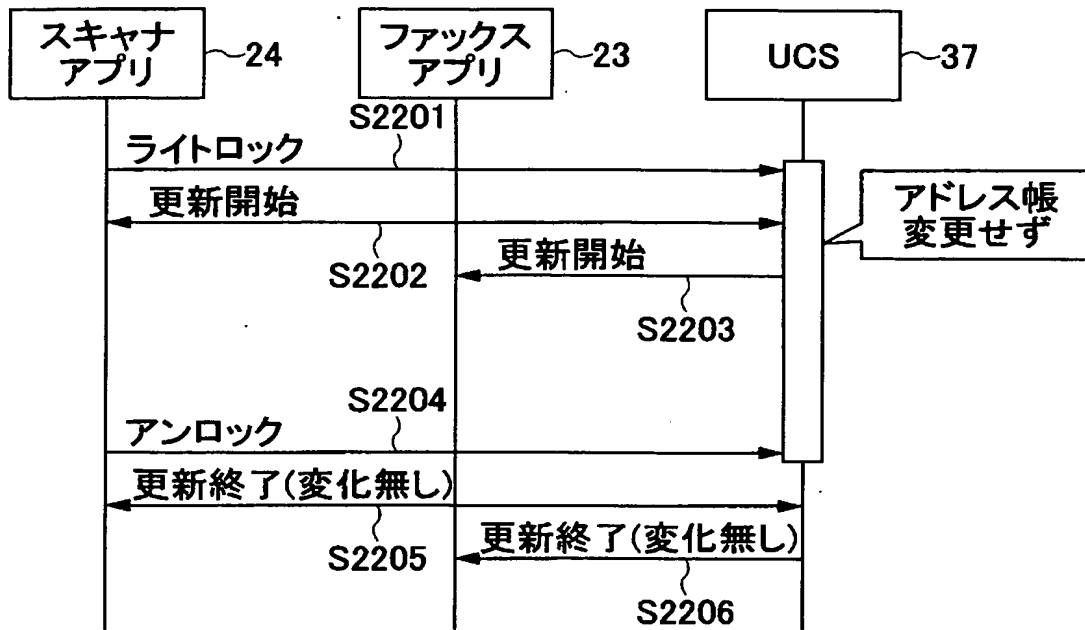 スキャナ
アプリ
24
ファックス
アプリ
23
UCS
37
S2201
ライトロック
更新開始
S2202
アドレス帳
変更せず
更新開始
S2203
S2204
アンロック
更新終了(変化無し)
S2205
更新終了(変化無し)
S2206